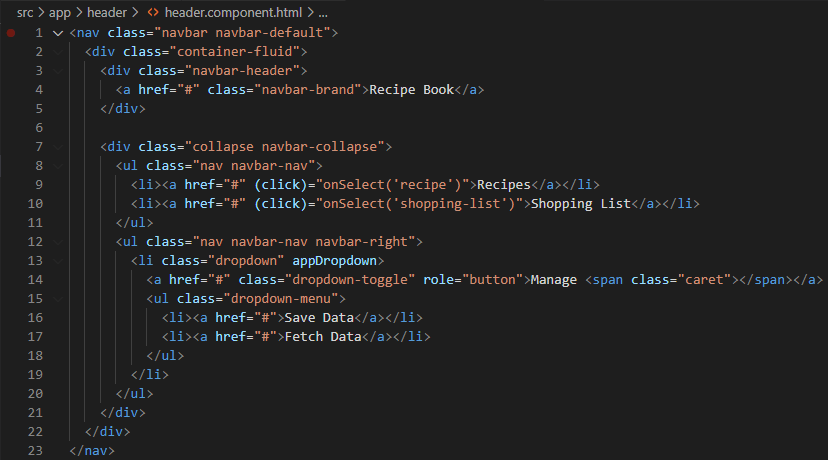 src > app > header > <> header.component.html > ...
1 <nav class="navbar navbar-default">
2 <div class="container-fluid">
3 <div class="navbar-header">
4 <a href="#" class="navbar-brand">Recipe Book</a>
5 </div>
6
7 <div class="collapse navbar-collapse">
8 <ul class="nav navbar-nav">
9 <li><a href="#" (click)="onSelect('recipe')">Recipes</a></li>
10 <li><a href="#" (click)="onSelect('shopping-list')">Shopping List</a></li>
11 </ul>
12 <ul class="nav navbar-nav navbar-right">
13 <li class="dropdown" appDropdown>
14 <a href="#" class="dropdown-toggle" role="button">Manage <span class="caret"></span></a>
15 <ul class="dropdown-menu">
16 <li><a href="#">Save Data</a></li>
17 <li><a href="#">Fetch Data</a></li>
18 </ul>
19 </li>
20 </ul>
21 </div>
22 </div>
23 </nav>